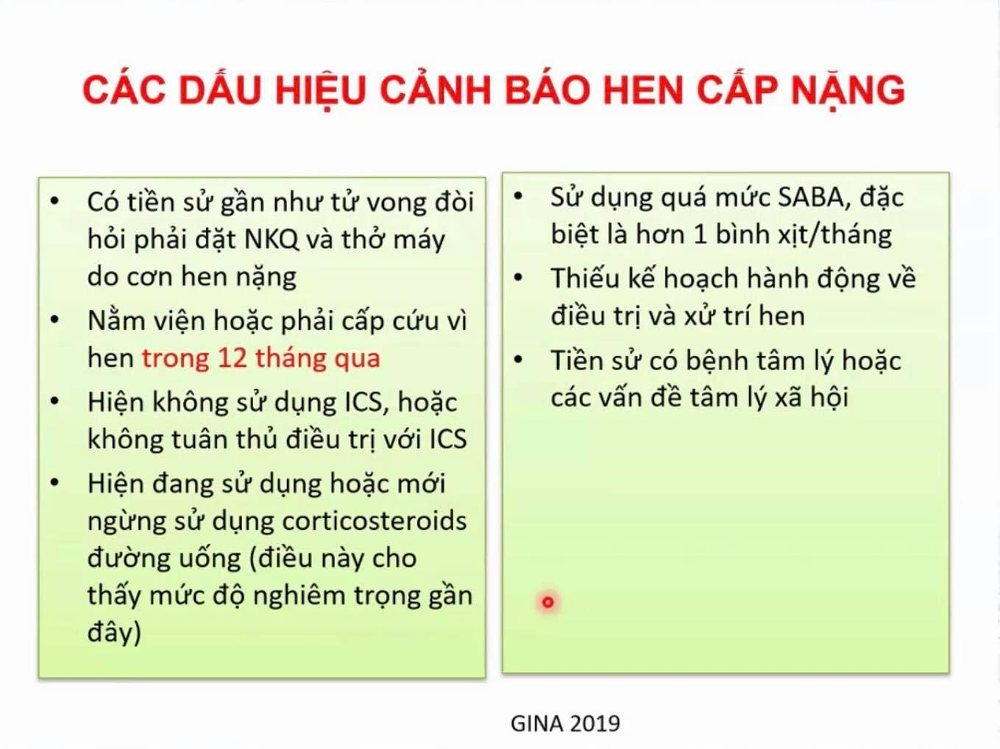 CÁC DẤU HIỆU CẢNH BÁO HEN CẤP NẶNG
• Có tiền sử gần như tử vong đòi
hỏi phải đặt NKQ và thở máy
do cơn hen nặng
• Nằm viện hoặc phải cấp cứu vì
hen trong 12 tháng qua
• Hiện không sử dụng ICS, hoặc
không tuân thủ điều trị với ICS
• Hiện đang sử dụng hoặc mới
ngừng sử dụng corticosteroids
đường uống (điều này cho
thấy mức độ nghiêm trọng gần
đây)
• Sử dụng quá mức SABA, đặc
biệt là hơn 1 bình xịt/tháng
• Thiếu kế hoạch hành động về
điều trị và xử trí hen
• Tiền sử có bệnh tâm lý hoặc
các vấn đề tâm lý xã hội
GINA 2019